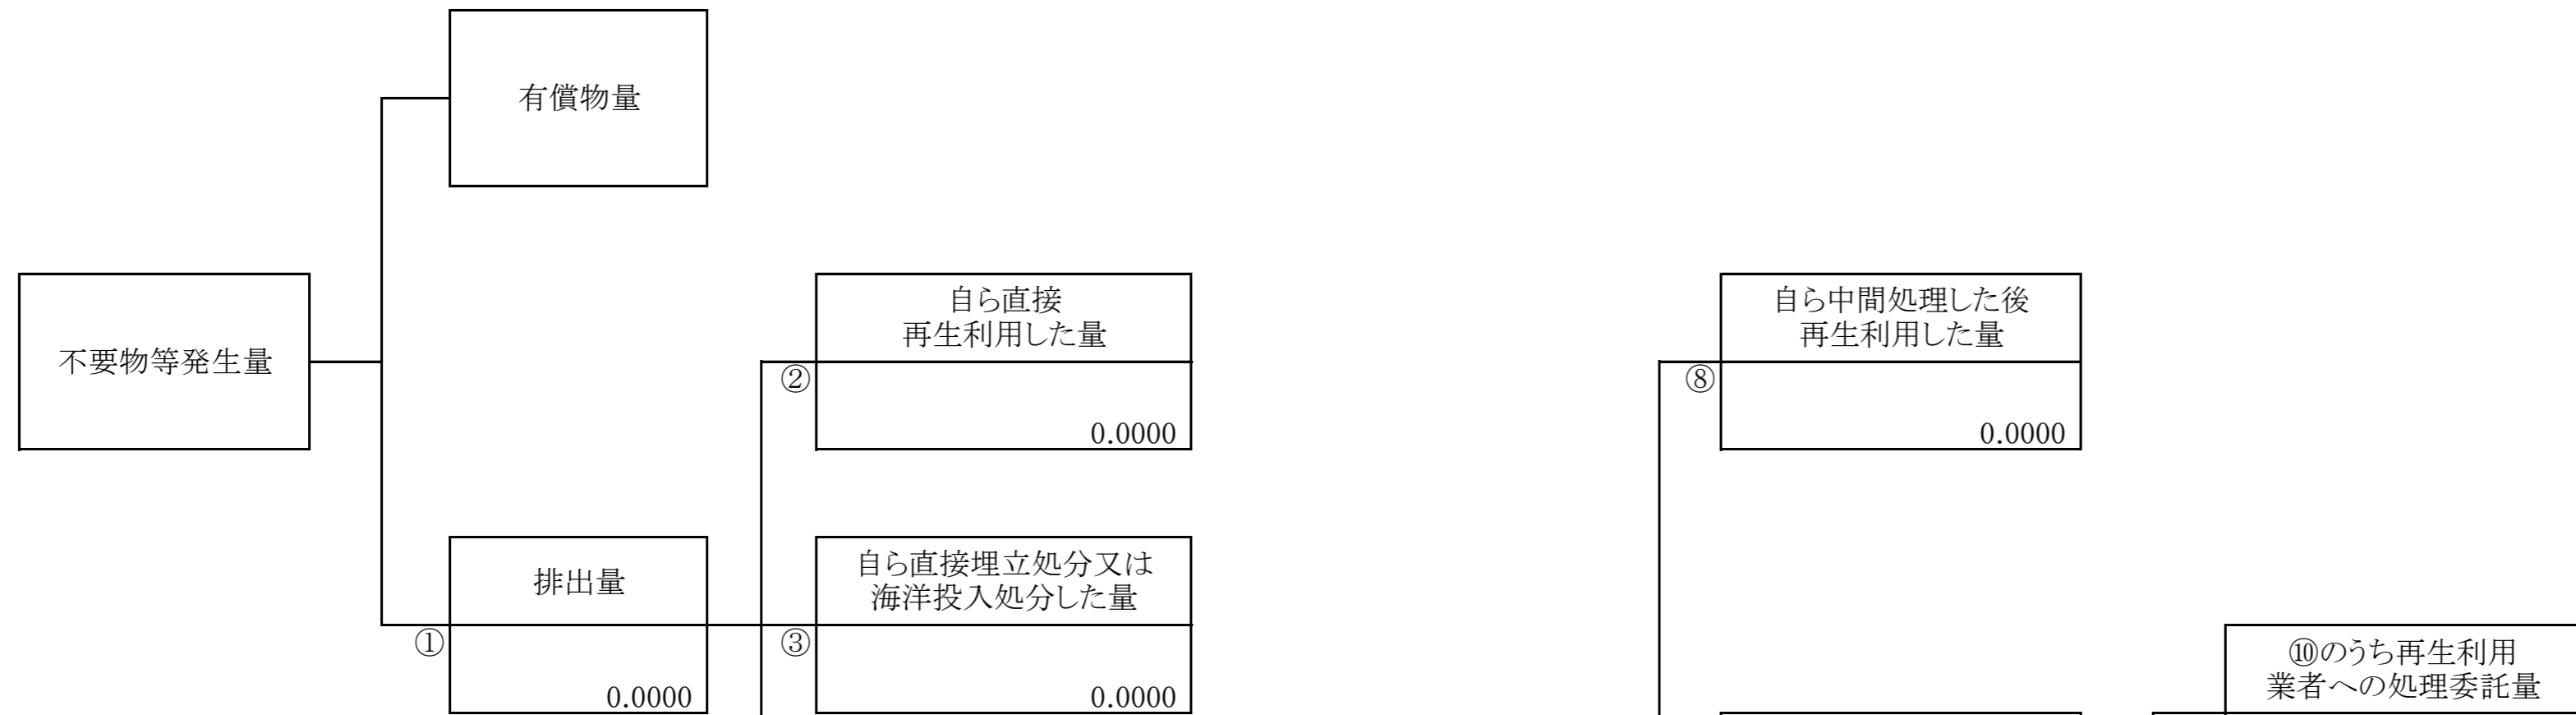 有償物量
不要物等発生量
自ら直接
再生利用した量
②
0.0000
自ら中間処理した後
再生利用した量
⑧
0.0000
排出量
①
0.0000
自ら直接埋立処分又は
海洋投入処分した量
③
0.0000
⑩のうち再生利用
業者への処理委託量